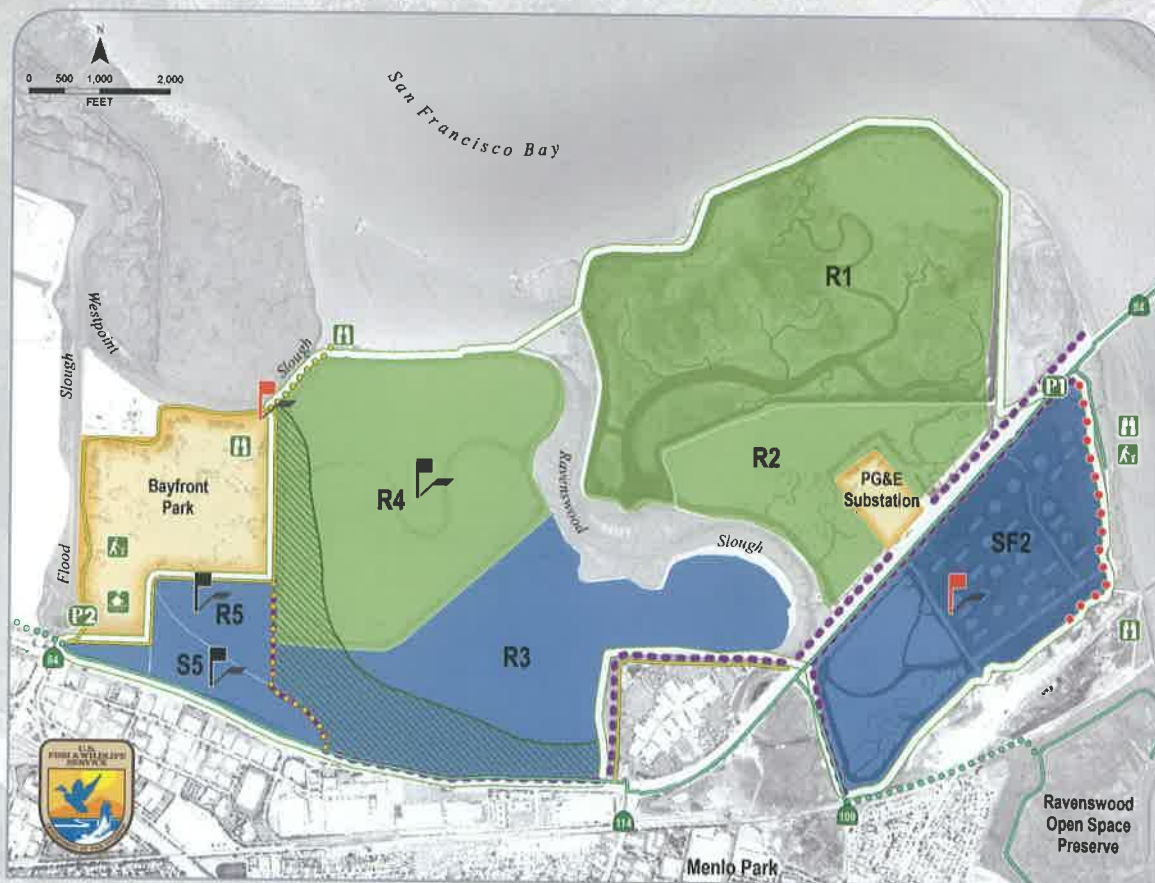 N
0 500 1,000 2,000
FEET
San Francisco Bay
R1
84
Westpoint
Slough
Slough
P1
Bayfront
Park
R4
Ravenswood
R2
PG&E
Substation
Slough
SF2
Flood
P2
R5
S5
R3
84
U.S.
FISH & WILDLIFE
SERVICE
114
109
Menlo Park
Ravenswood
Open Space
Preserve